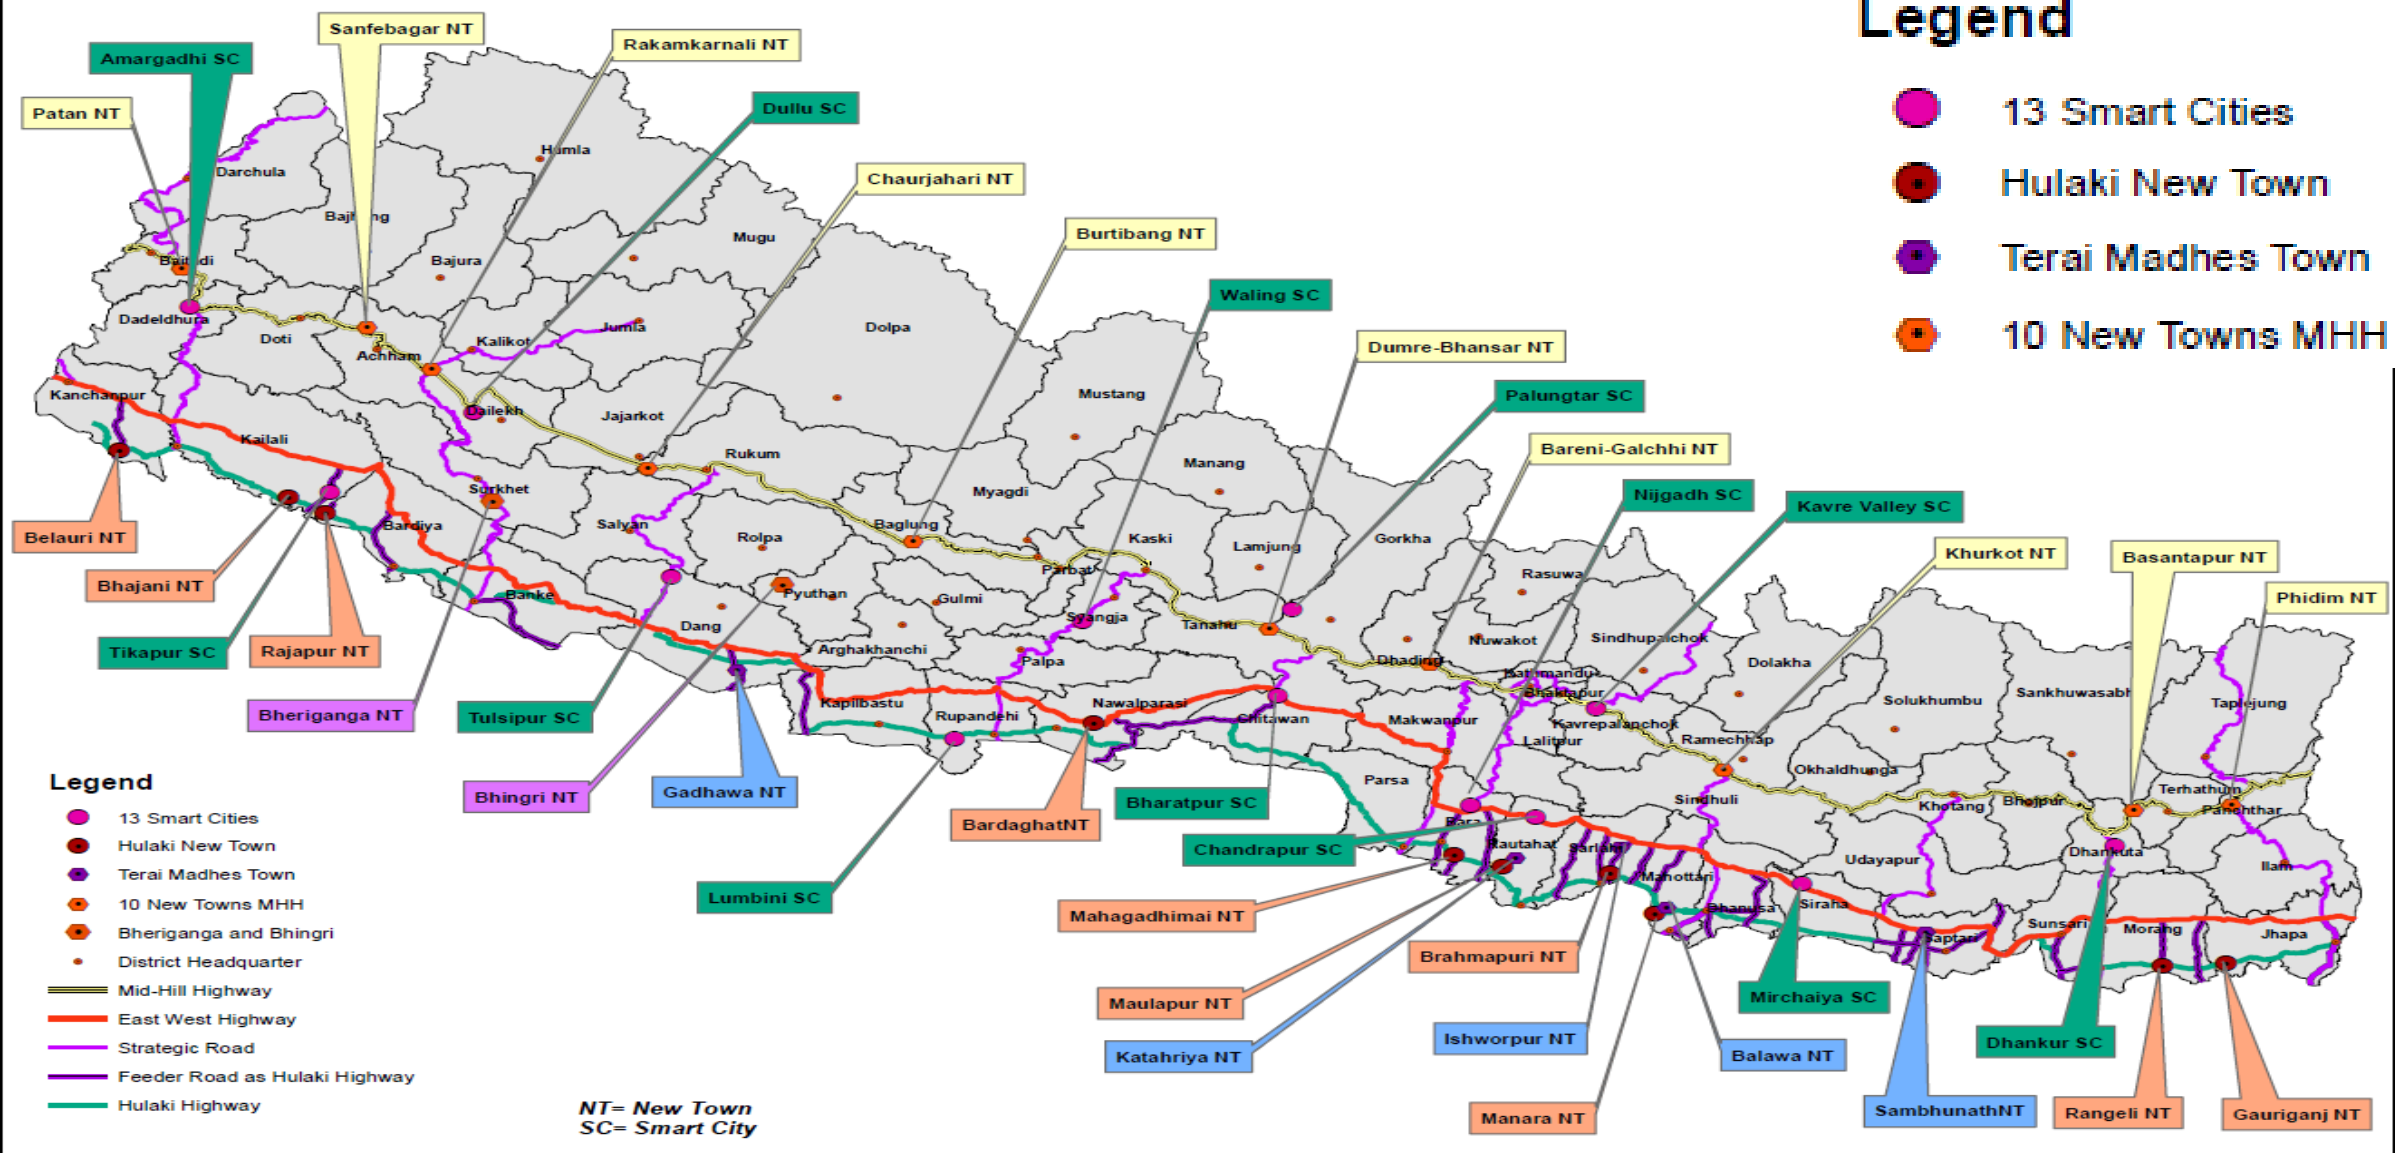 Legend
13 Smart Cities
Hulaki New Town
Terai Madhes Town
10 New Towns MHH
Sanfebagar NT
Rakamkarnali NT
Amargadhi SC
Patan NT
Dullu SC
Chaurjahari NT
Burtibang NT
Waling SC
Dumre-Bhansar NT
Palungtar SC
Bareni-Galchhi NT
Nijgadh SC
Kavre Valley SC
Khurkot NT
Basantapur NT
Phidim NT
Humla
Darchula
Bajhang
Mugu
Bajura
Baitadi
Dadeldhura
Doti
Achham
Kalikot
Jumla
Dolpa
Kanchanpur
Kailali
Dailekh
Jajarkot
Rukum
Mustang
Manang
Surkhet
Myagdi
Bardiya
Salyan
Rolpa
Baglung
Kaski
Lamjung
Gorkha
Parbat
Rasuwa
Banke
Pyuthan
Gulmi
Syangja
Tanahu
Dang
Arghakhanchi
Palpa
Dhading
Nuwakot
Sindhupalchok
Dolakha
Kathmandu
Bhaktapur
Kapilbastu
Rupandehi
Nawalparasi
Chitawan
Makwanpur
Kavrepalanchok
Lalitpur
Ramechhap
Solukhumbu
Sankhuwasabh
Taplejung
Parsa
Okhaldhunga
Sindhuli
Khotang
Bhojpur
Terhathum
Panchthar
Bara
Rautahat
Sarlahi
Mahottari
Udayapur
Dhankuta
Ilam
Dhanusa
Siraha
Saptari
Sunsari
Morang
Jhapa
Belauri NT
Bhajani NT
Tikapur SC
Rajapur NT
Bheriganga NT
Tulsipur SC
Bhingri NT
Gadhawa NT
Lumbini SC
BardaghatNT
Bharatpur SC
Chandrapur SC
Mahagadhimai NT
Maulapur NT
Katahriya NT
Brahmapuri NT
Ishworpur NT
Manara NT
Balawa NT
Mirchaiya SC
SambhunathNT
Dhankur SC
Rangeli NT
Gauriganj NT
Legend
13 Smart Cities
Hulaki New Town
Terai Madhes Town
10 New Towns MHH
Bheriganga and Bhingri
District Headquarter
Mid-Hill Highway
East West Highway
Strategic Road
Feeder Road as Hulaki Highway
Hulaki Highway
NT= New Town
SC= Smart City